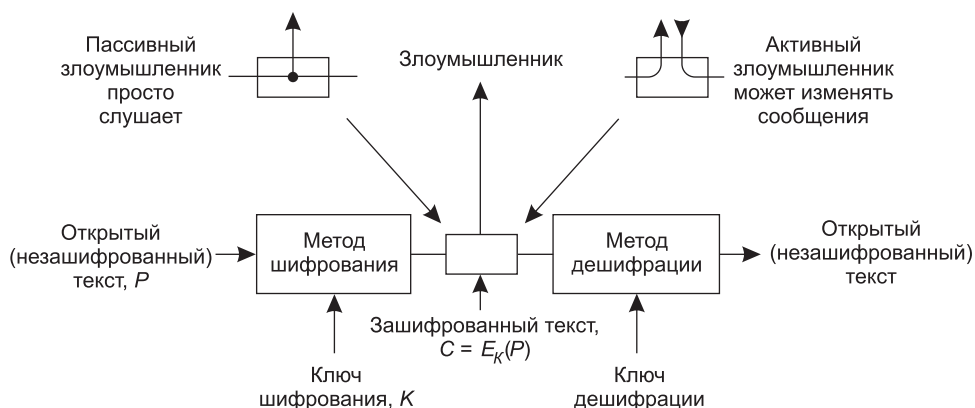 Пассивный
злоумышленник
просто
слушает
Злоумышленник
Активный
злоумышленник
может изменять
сообщения
Открытый
(незашифрованный)
текст, P
Метод
шифрования
Метод
дешифрации
Открытый
(незашифрованный)
текст
Зашифрованный текст,
C = E_K(P)
Ключ
шифрования, K
Ключ
дешифрации